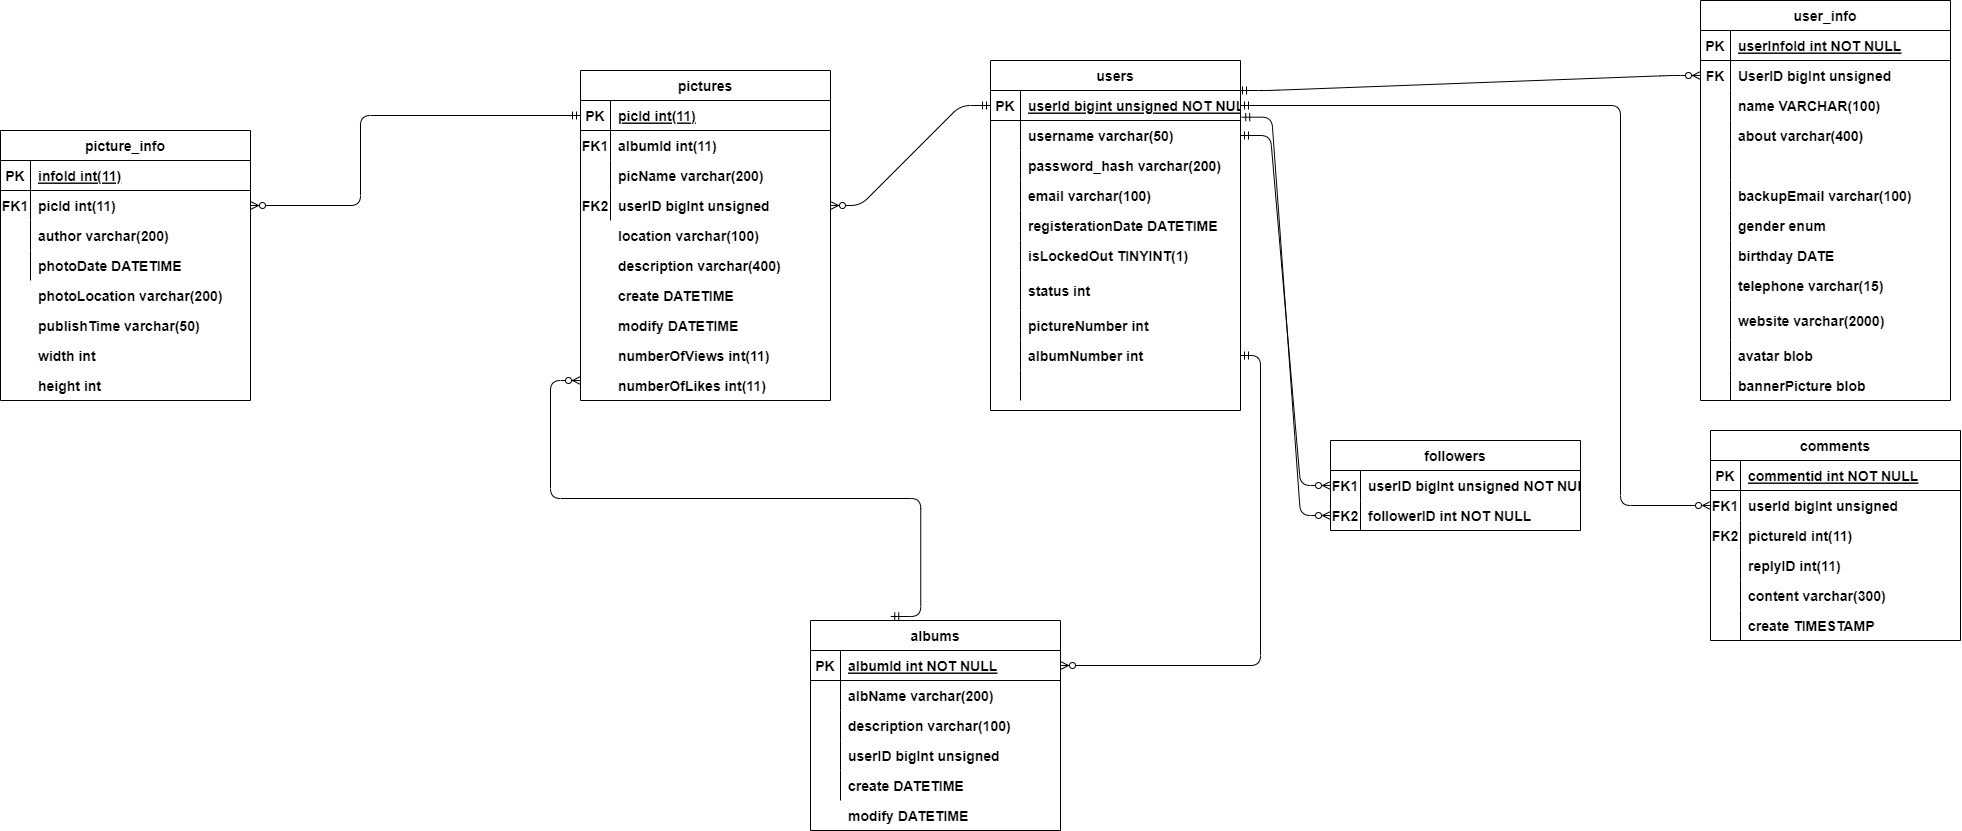 user_info
PK userInfoId int NOT NULL
FK UserID bigInt unsigned
name VARCHAR(100)
about varchar(400)
backupEmail varchar(100)
gender enum
birthday DATE
telephone varchar(15)
website varchar(2000)
avatar blob
bannerPicture blob
users
PK userId bigint unsigned NOT NUL
username varchar(50)
password_hash varchar(200)
email varchar(100)
registerationDate DATETIME
isLockedOut TINYINT(1)
status int
pictureNumber int
albumNumber int
pictures
PK picId int(11)
FK1 albumId int(11)
picName varchar(200)
FK2 userID bigInt unsigned
location varchar(100)
description varchar(400)
create DATETIME
modify DATETIME
numberOfViews int(11)
numberOfLikes int(11)
picture_info
PK infoId int(11)
FK1 picId int(11)
author varchar(200)
photoDate DATETIME
photoLocation varchar(200)
publishTime varchar(50)
width int
height int
followers
FK1 userID bigInt unsigned NOT NUI
FK2 followerID int NOT NULL
comments
PK commentid int NOT NULL
FK1 userId bigInt unsigned
FK2 pictureId int(11)
replyID int(11)
content varchar(300)
create TIMESTAMP
albums
PK albumId int NOT NULL
albName varchar(200)
description varchar(100)
userID bigInt unsigned
create DATETIME
modify DATETIME